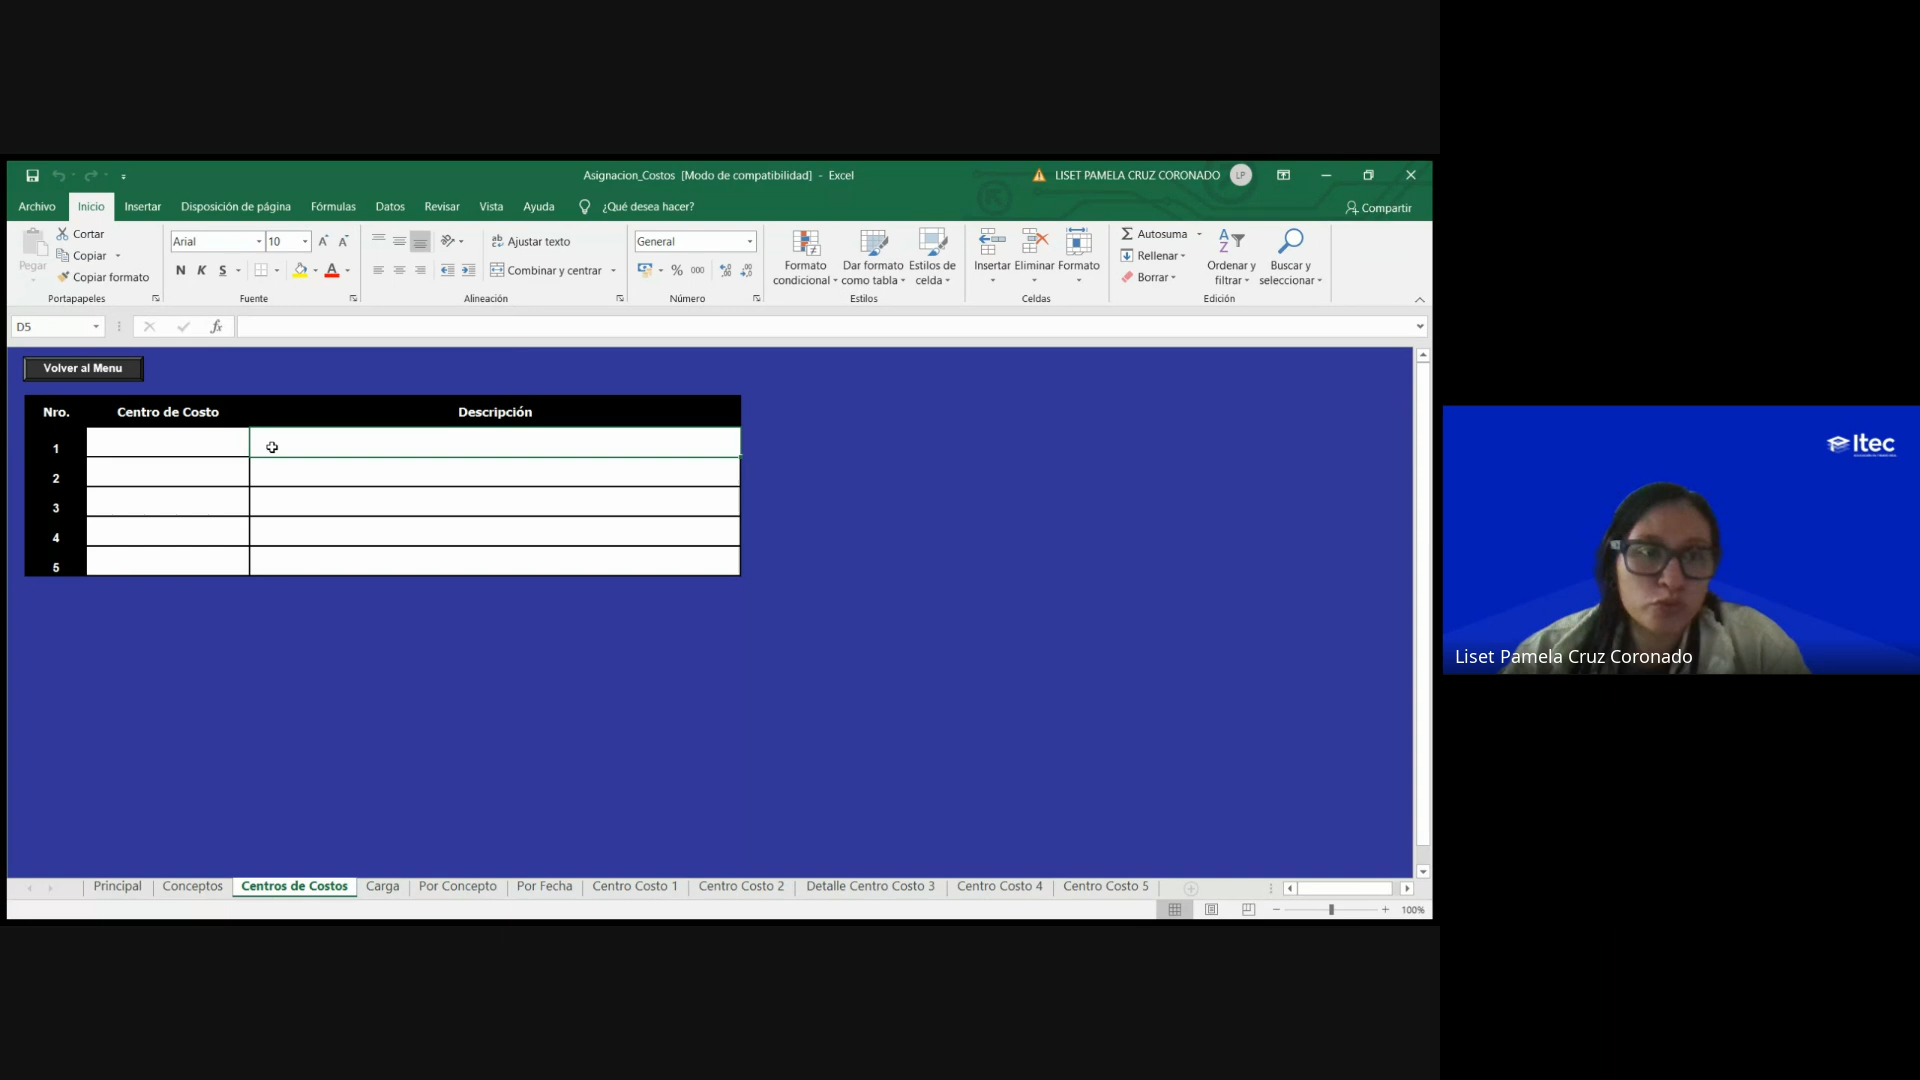 Asignacion_Costos [Modo de compatibilidad] - Excel
LISET PAMELA CRUZ CORONADO
LP
Archivo
Inicio
Insertar
Disposición de página
Fórmulas
Datos
Revisar
Vista
Ayuda
¿Qué desea hacer?
Compartir
Pegar
Cortar
Copiar
Copiar formato
Portapapeles
Arial
10
N K S
Fuente
Ajustar texto
Combinar y centrar
Alineación
General
% 000
Número
Formato condicional
Dar formato como tabla
Estilos de celda
Estilos
Insertar
Eliminar
Formato
Celdas
Autosuma
Rellenar
Borrar
Ordenar y filtrar
Buscar y seleccionar
Edición
D5
fx
Volver al Menu
Nro. Centro de Costo Descripción
1
2
3
4
5
Principal
Conceptos
Centros de Costos
Carga
Por Concepto
Por Fecha
Centro Costo 1
Centro Costo 2
Detalle Centro Costo 3
Centro Costo 4
Centro Costo 5
100%
Itec
Liset Pamela Cruz Coronado